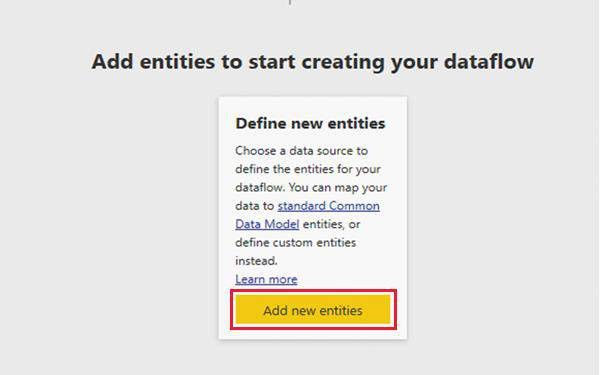 Add entities to start creating your dataflow
Define new entities
Choose a data source to
define the entities for your
dataflow. You can map your
data to standard Common
Data Model entities, or
define custom entities
instead.
Learn more
Add new entities